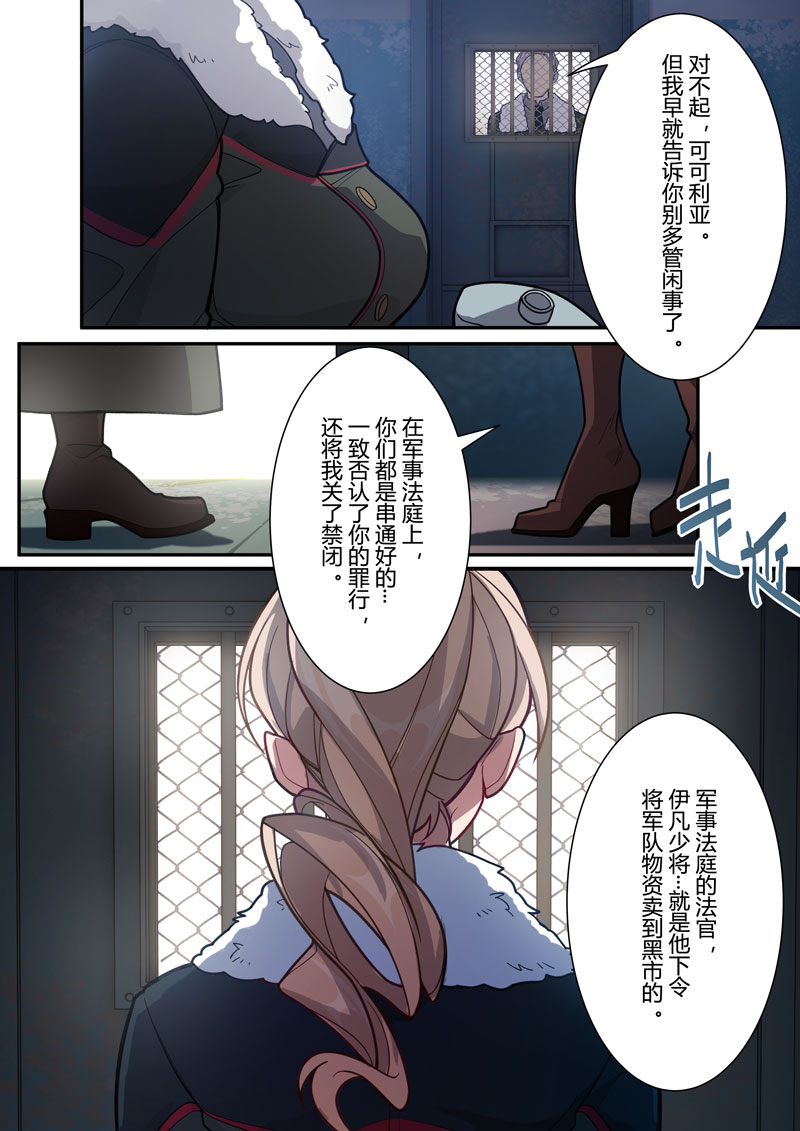 对不起，可可利亚。
但我早就告诉你别多管闲事了。
在军事法庭上，
你们都是串通好的…
一致否认了你的罪行，
还将我关了禁闭。
走近
军事法庭的法官，
伊凡少将…就是他下令
将军队物资卖到黑市的。